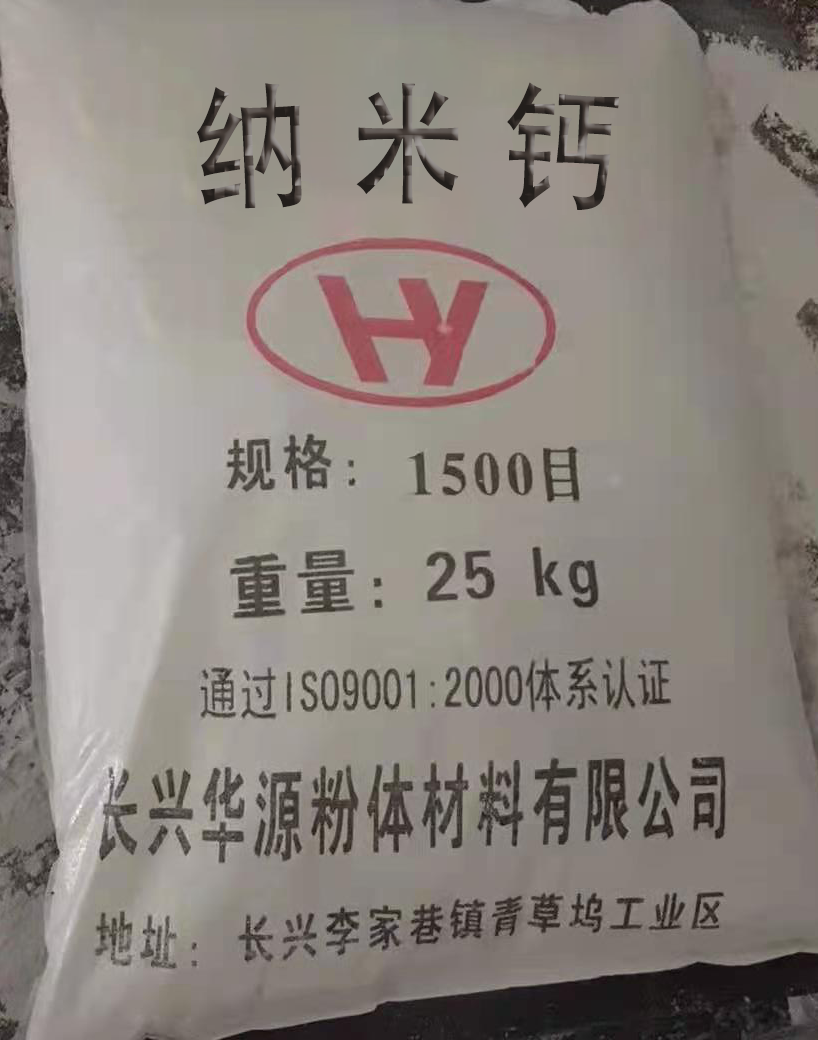 纳米钙
HY
规格：1500目
重量：25 kg
通过ISO9001:2000体系认证
长兴华源粉体材料有限公司
地址：长兴李家巷镇青草坞工业区